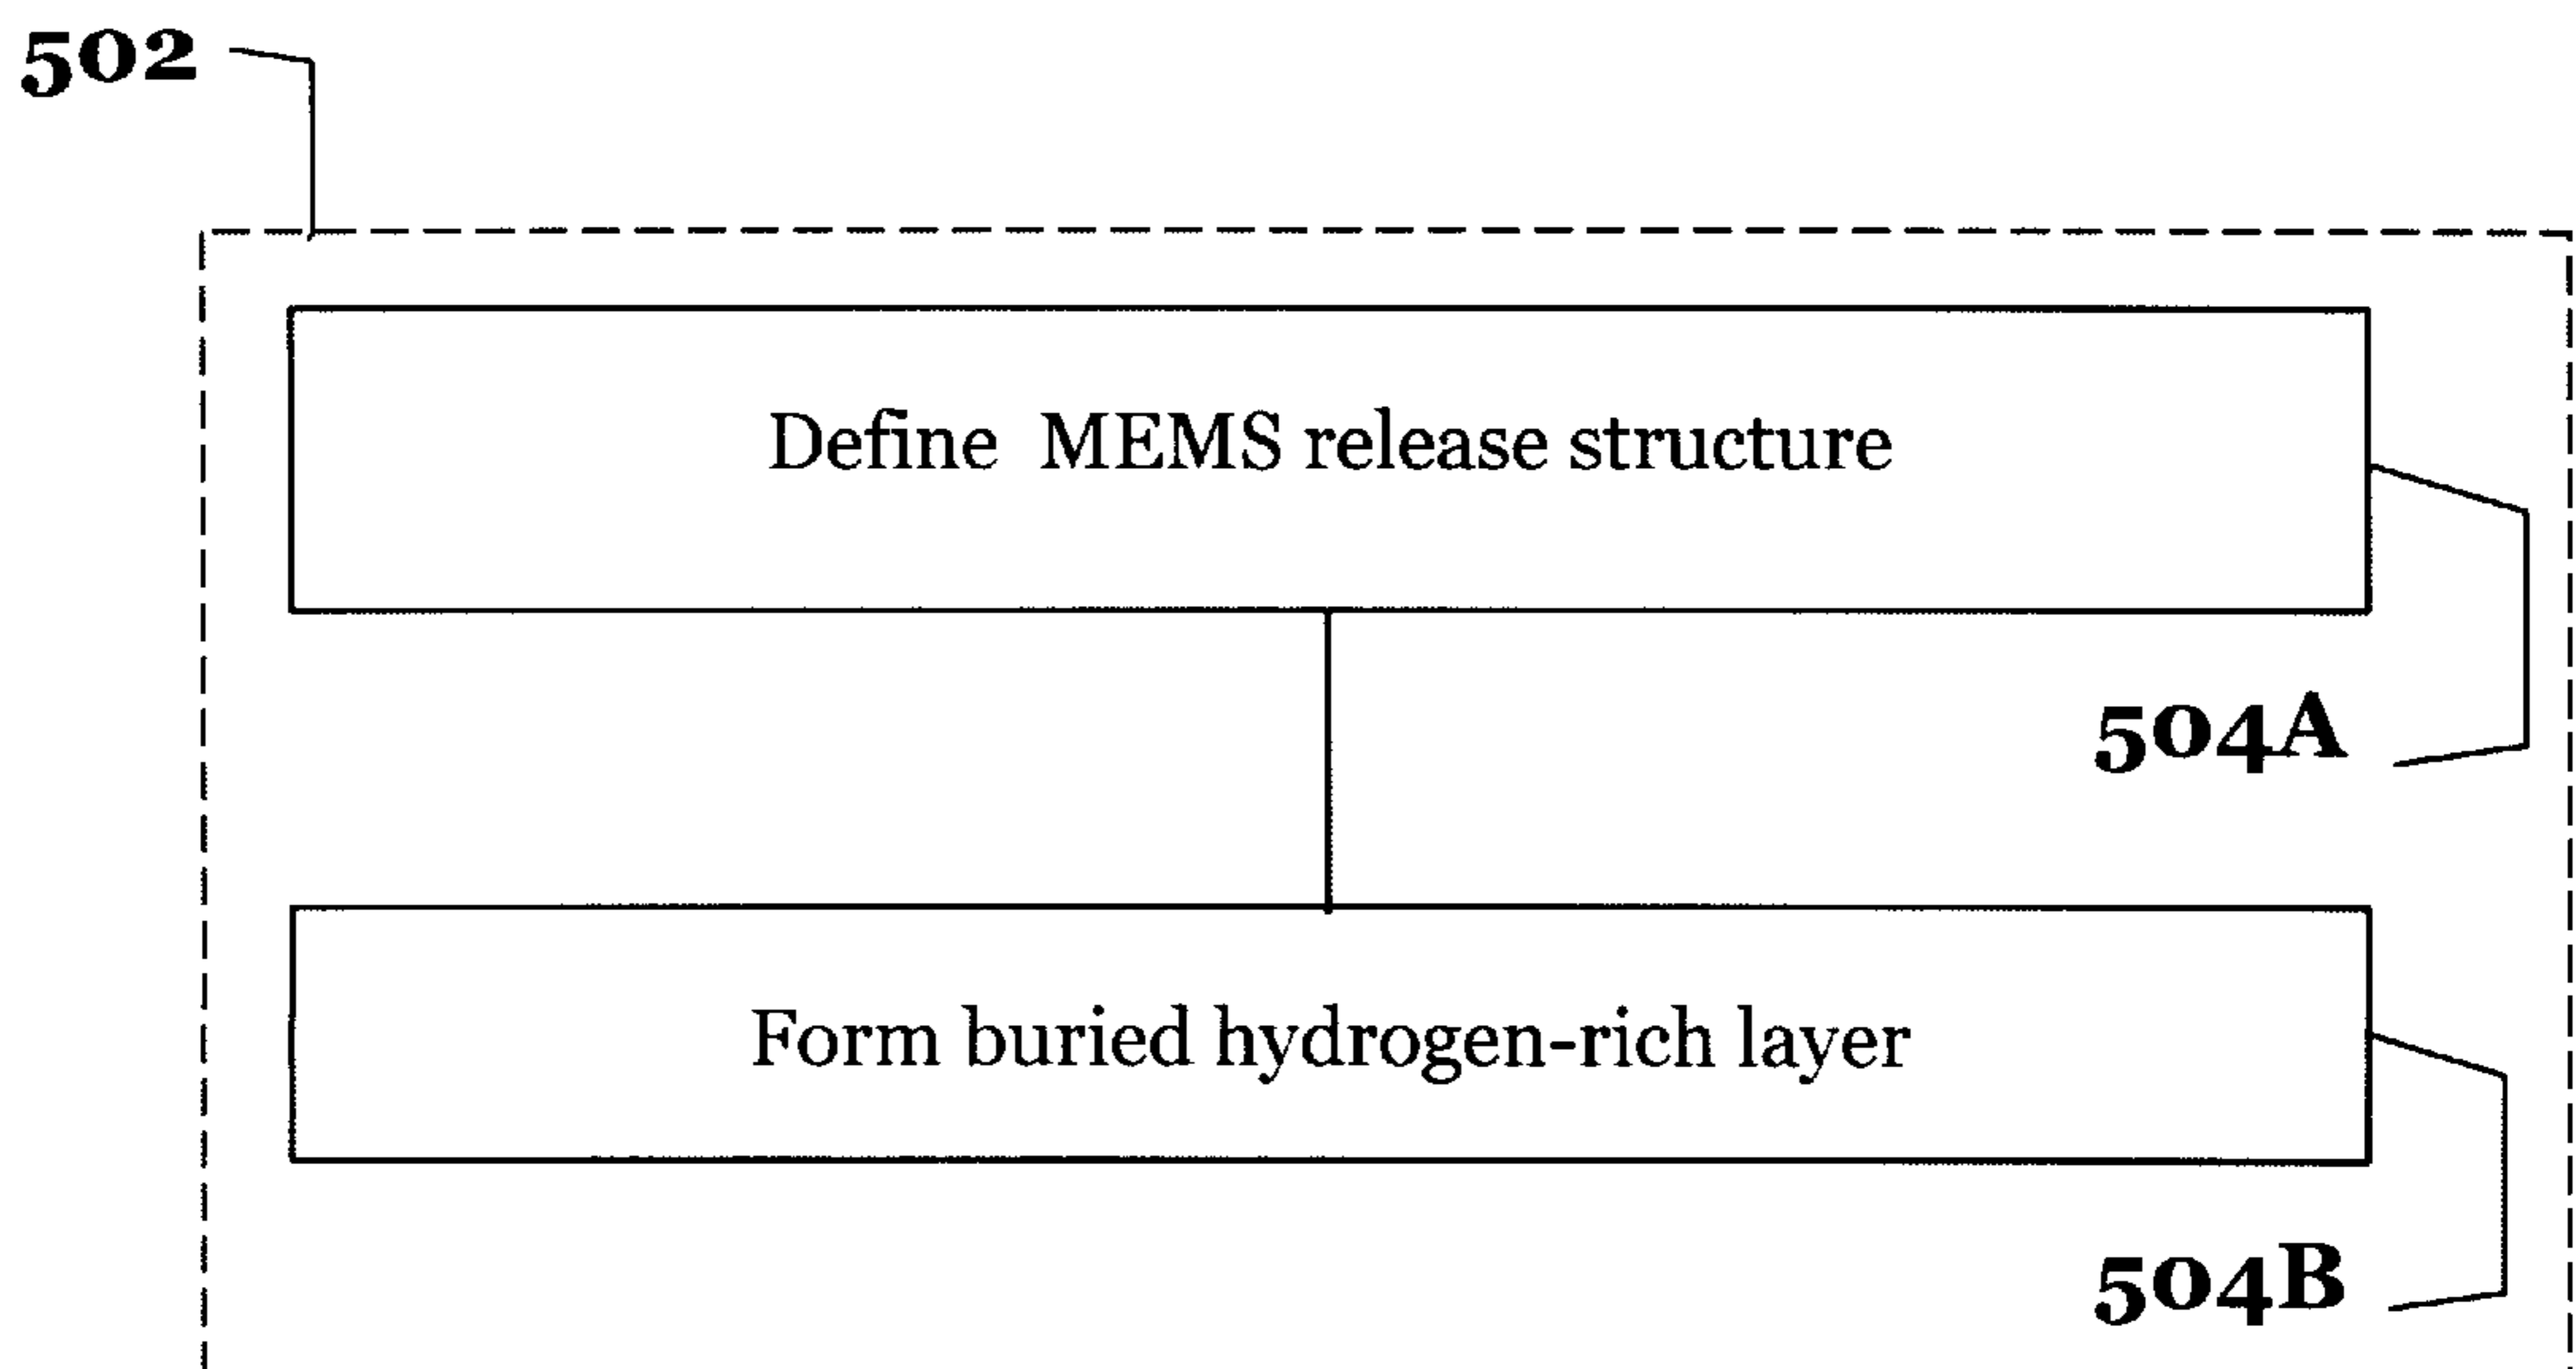 502
Define MEMS release structure
504A
Form buried hydrogen-rich layer
504B